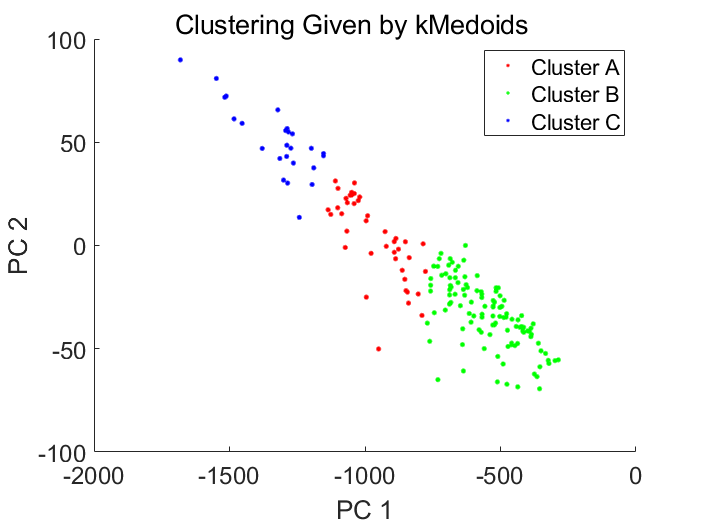 Clustering Given by kMedoids
100
50
0
-50
-100
PC 2
Cluster A
Cluster B
Cluster C
-2000 -1500 -1000 -500 0
PC 1